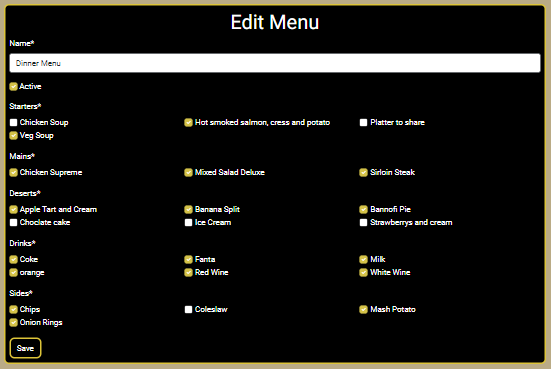 Edit Menu
Name*
Dinner Menu
Active
Starters*
Chicken Soup Hot smoked salmon, cress and potato Platter to share
Veg Soup
Mains*
Chicken Supreme Mixed Salad Deluxe Sirloin Steak
Deserts*
Apple Tart and Cream Banana Split Bannofi Pie
Choclate cake Ice Cream Strawberrys and cream
Drinks*
Coke Fanta Milk
orange Red Wine White Wine
Sides*
Chips Coleslaw Mash Potato
Onion Rings
Save